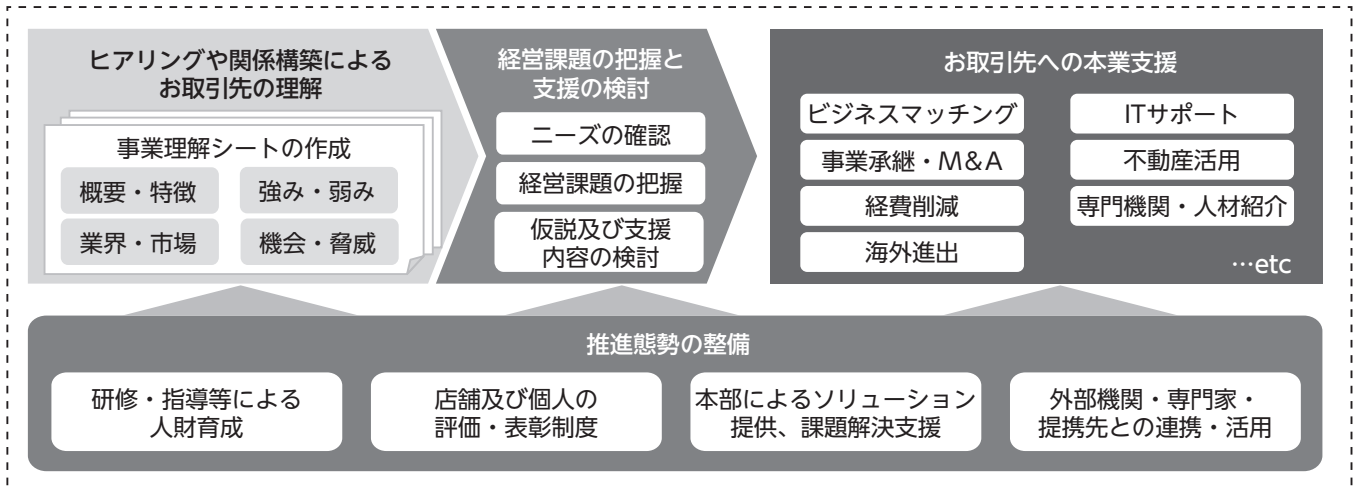 ヒアリングや関係構築による
お取引先の理解
事業理解シートの作成
概要・特徴
強み・弱み
業界・市場
機会・脅威
経営課題の把握と
支援の検討
ニーズの確認
経営課題の把握
仮説及び支援
内容の検討
お取引先への本業支援
ビジネスマッチング
事業承継・M&A
経費削減
海外進出
ITサポート
不動産活用
専門機関・人材紹介
…etc
推進態勢の整備
研修・指導等による
人財育成
店舗及び個人の
評価・表彰制度
本部によるソリューション
提供、課題解決支援
外部機関・専門家・
提携先との連携・活用